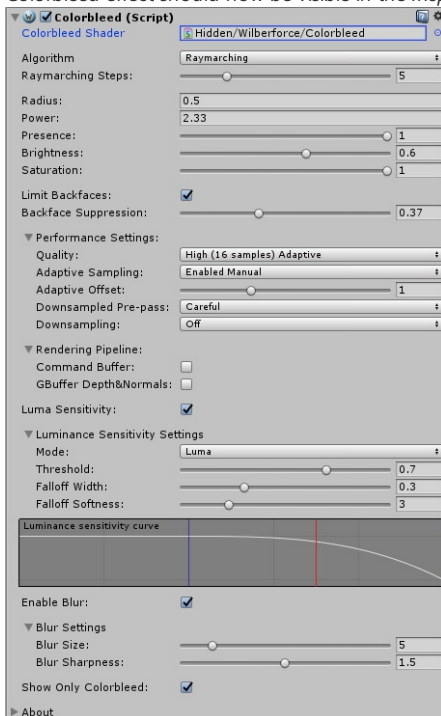 Colorbleed (Script)
Colorbleed Shader Hidden/Wilberforce/Colorbleed
Algorithm Raymarching
Raymarching Steps: 5
Radius: 0.5
Power: 2.33
Presence: 1
Brightness: 0.6
Saturation: 1
Limit Backfaces:
Backface Suppression: 0.37
Performance Settings:
Quality: High (16 samples) Adaptive
Adaptive Sampling: Enabled Manual
Adaptive Offset: 1
Downsampled Pre-pass: Careful
Downsampling: Off
Rendering Pipeline:
Command Buffer:
GBuffer Depth&Normals:
Luma Sensitivity:
Luminance Sensitivity Settings
Mode: Luma
Threshold: 0.7
Falloff Width: 0.3
Falloff Softness: 3
Luminance sensitivity curve
Enable Blur:
Blur Settings
Blur Size: 5
Blur Sharpness: 1.5
Show Only Colorbleed:
About